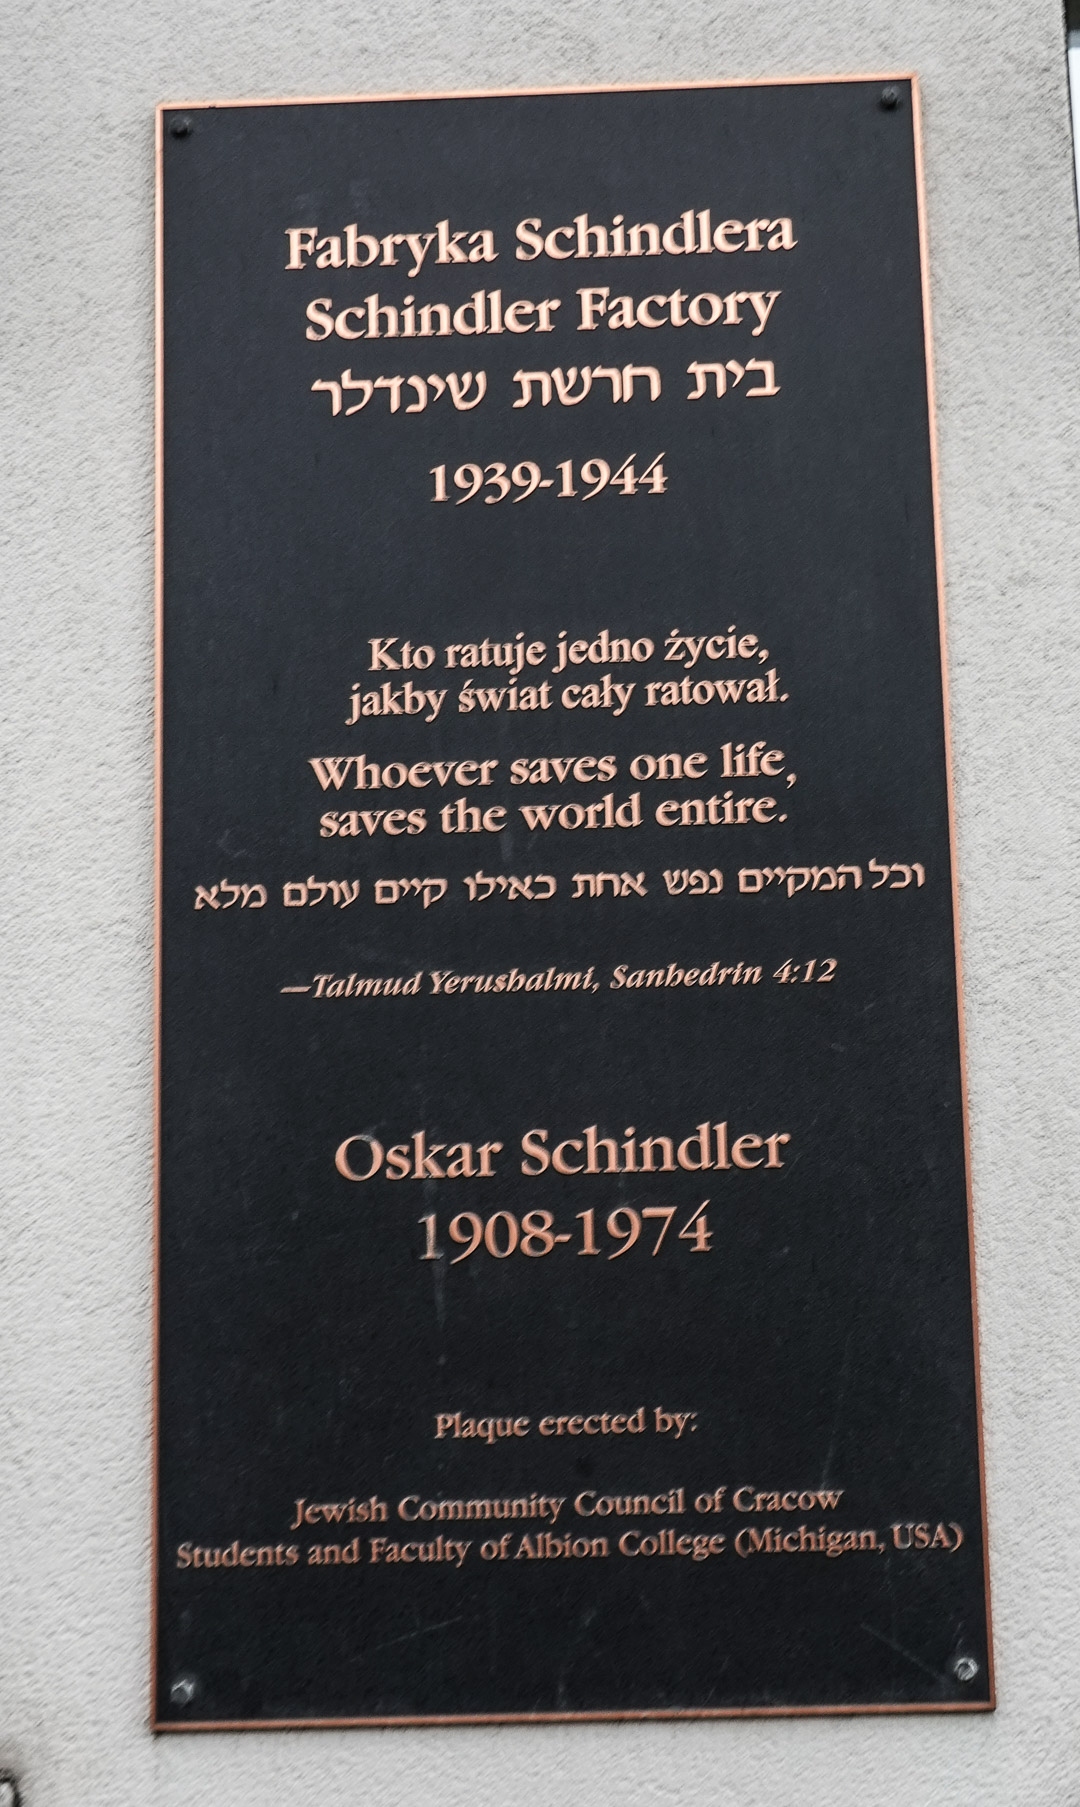 Fabryka Schindlera
Schindler Factory
בית חרשת שינדלר
1939-1944
Kto ratuje jedno życie,
jakby świat cały ratował.
Whoever saves one life,
saves the world entire.
וכל המקיים נפש אחת כאילו קיים עולם מלא
—Talmud Yerushalmi, Sanhedrin 4:12
Oskar Schindler
1908-1974
Plaque erected by:
Jewish Community Council of Cracow
Students and Faculty of Albion College (Michigan, USA)